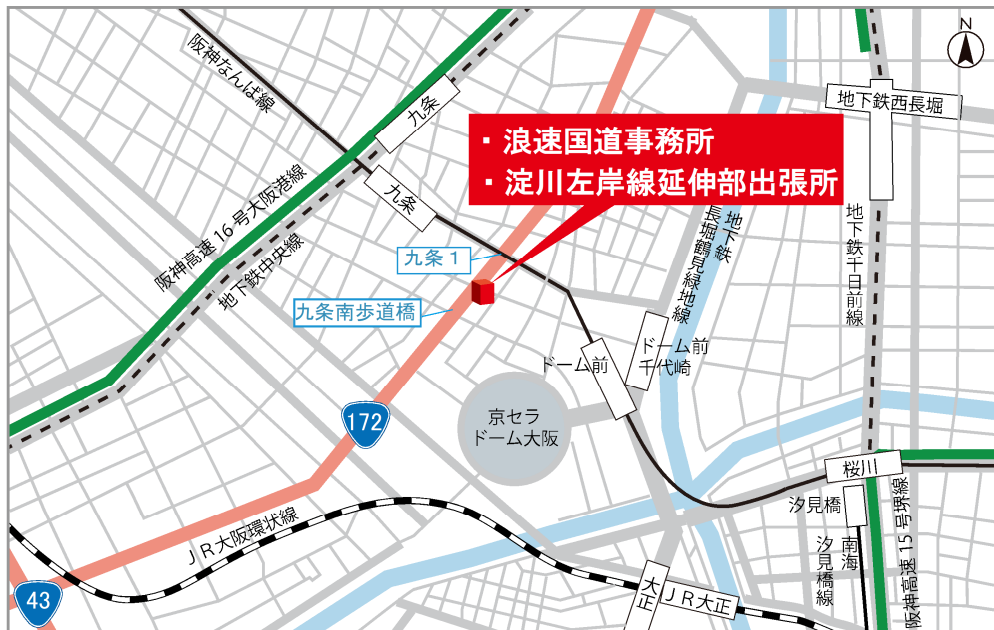 N
阪神なんば線
九条
地下鉄西長堀
・浪速国道事務所
・淀川左岸線延伸部出張所
九条
阪神高速16号大阪港線
地下鉄中央線
地下鉄
長堀鶴見緑地線
地下鉄千日前線
九条1
九条南歩道橋
ドーム前
ドーム前
千代崎
172
京セラ
ドーム大阪
桜川
汐見橋
JR大阪環状線
南海
汐見橋線
阪神高速15号堺線
43
大正
JR大正